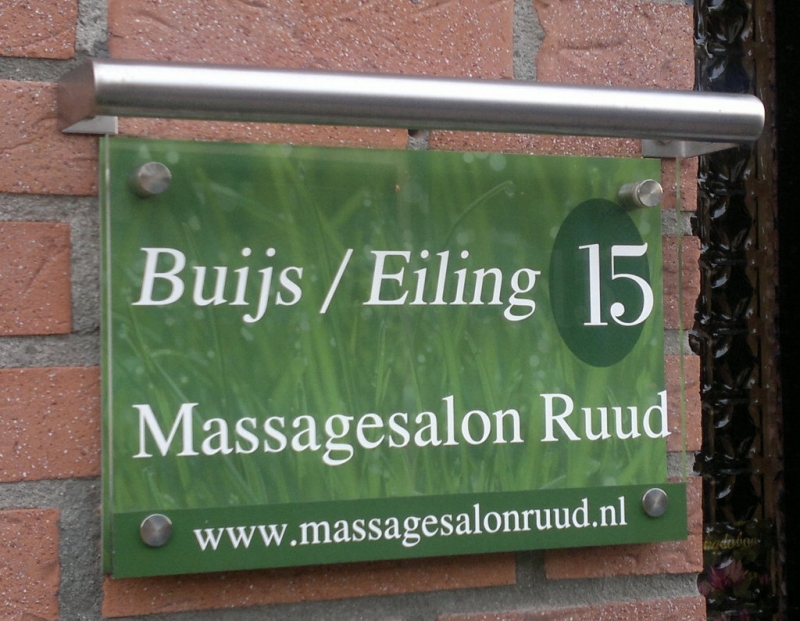 Buijs / Eiling 15
Massagesalon Ruud
www.massagesalonruud.nl